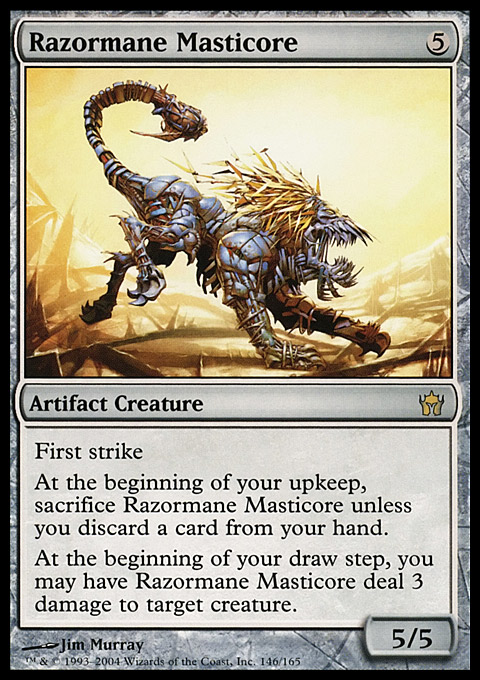 Razormane Masticore 5
Artifact Creature
First strike
At the beginning of your upkeep,
sacrifice Razormane Masticore unless
you discard a card from your hand.
At the beginning of your draw step, you
may have Razormane Masticore deal 3
damage to target creature.
Jim Murray
5/5
™ & © 1993–2004 Wizards of the Coast, Inc. 146/165